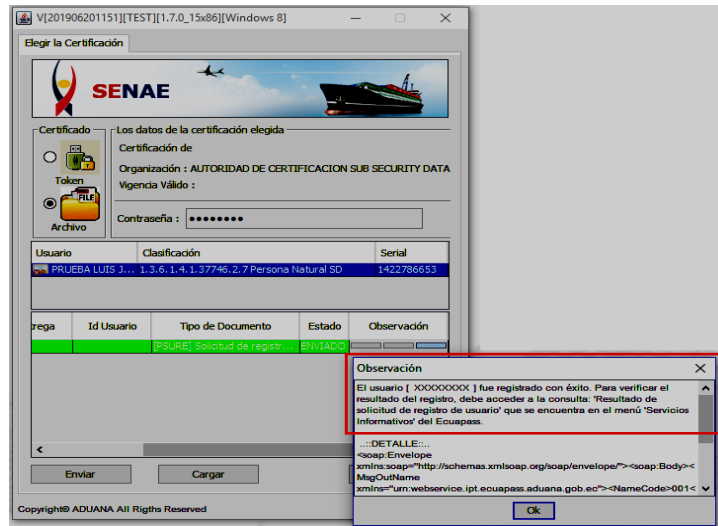 V[201906201151][TEST][1.7.0_15x86][Windows 8]
Elegir la Certificación
SENAE
Certificado
Los datos de la certificación elegida
Certificación de
Organización : AUTORIDAD DE CERTIFICACION SUB SECURITY DATA
Token
Vigencia Válido :
FILE
Archivo
Contraseña :
Usuario Clasificación Serial
PRUEBA LUIS J... 1.3.6.1.4.1.37746.2.7 Persona Natural SD 1422786653
trega Id Usuario Tipo de Documento Estado Observación
[PSURE] Solicitud de registr... ENVIADO
Observación
El usuario [ XXXXXXXX ] fue registrado con éxito. Para verificar el
resultado del registro, debe acceder a la consulta: 'Resultado de
solicitud de registro de usuario' que se encuentra en el menú 'Servicios
Informativos' del Ecuapass.
..::DETALLE::..
<soap:Envelope
xmlns:soap="http://schemas.xmlsoap.org/soap/envelope/"><soap:Body><
MsgOutName
xmlns="urn:webservice.ipt.ecuapass.aduana.gob.ec"><NameCode>001<
Ok
Enviar Cargar
Copyright© ADUANA All Rigths Reserved